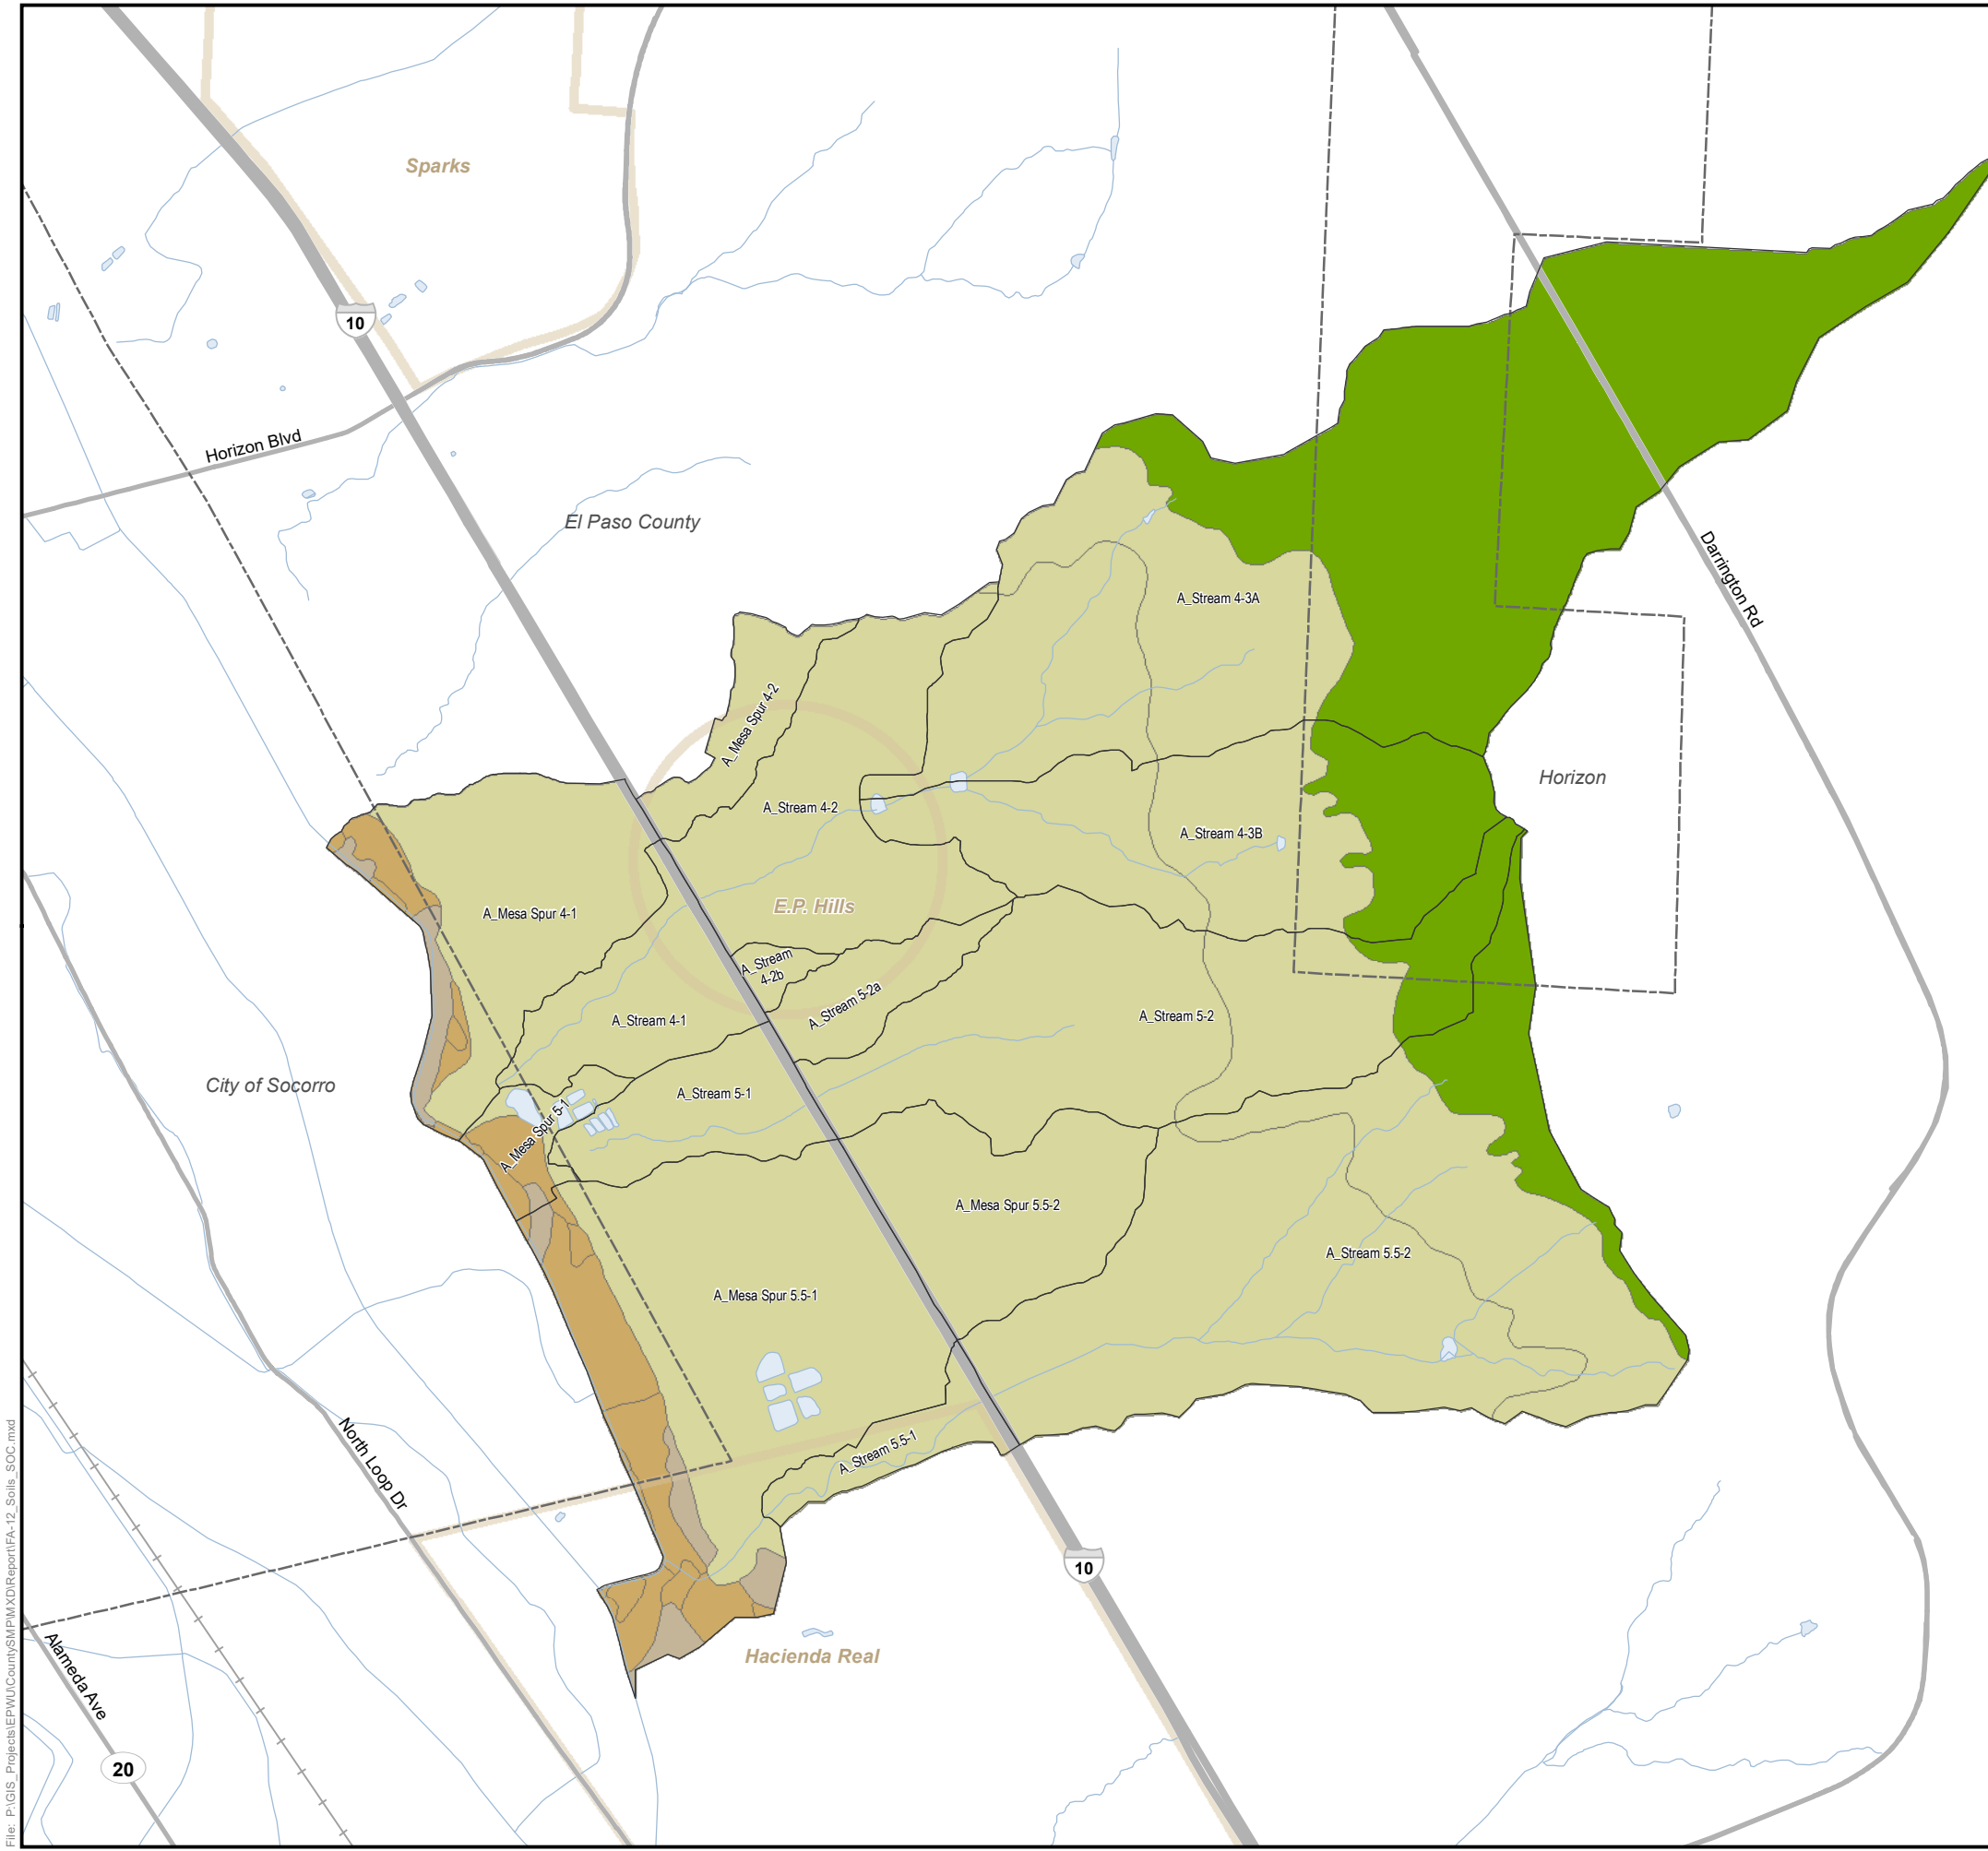 Sparks
10
Horizon Blvd
El Paso County
Darrington Rd
A_Stream 4-3A
A_Mesa Spur 4-2
Horizon
A_Stream 4-2
A_Stream 4-3B
E.P. Hills
A_Mesa Spur 4-1
A_Stream
4-2b
A_Stream 5-2a
A_Stream 4-1
A_Stream 5-2
City of Socorro
A_Stream 5-1
A_Mesa Spur 5-1
A_Mesa Spur 5.5-2
A_Stream 5.5-2
A_Mesa Spur 5.5-1
A_Stream 5.5-1
North Loop Dr
10
Hacienda Real
Alameda Ave
20
File: P:\GIS_Projects\EPWU\CountySMP\MXD\Report\FA-12_Soils_SOC.mxd